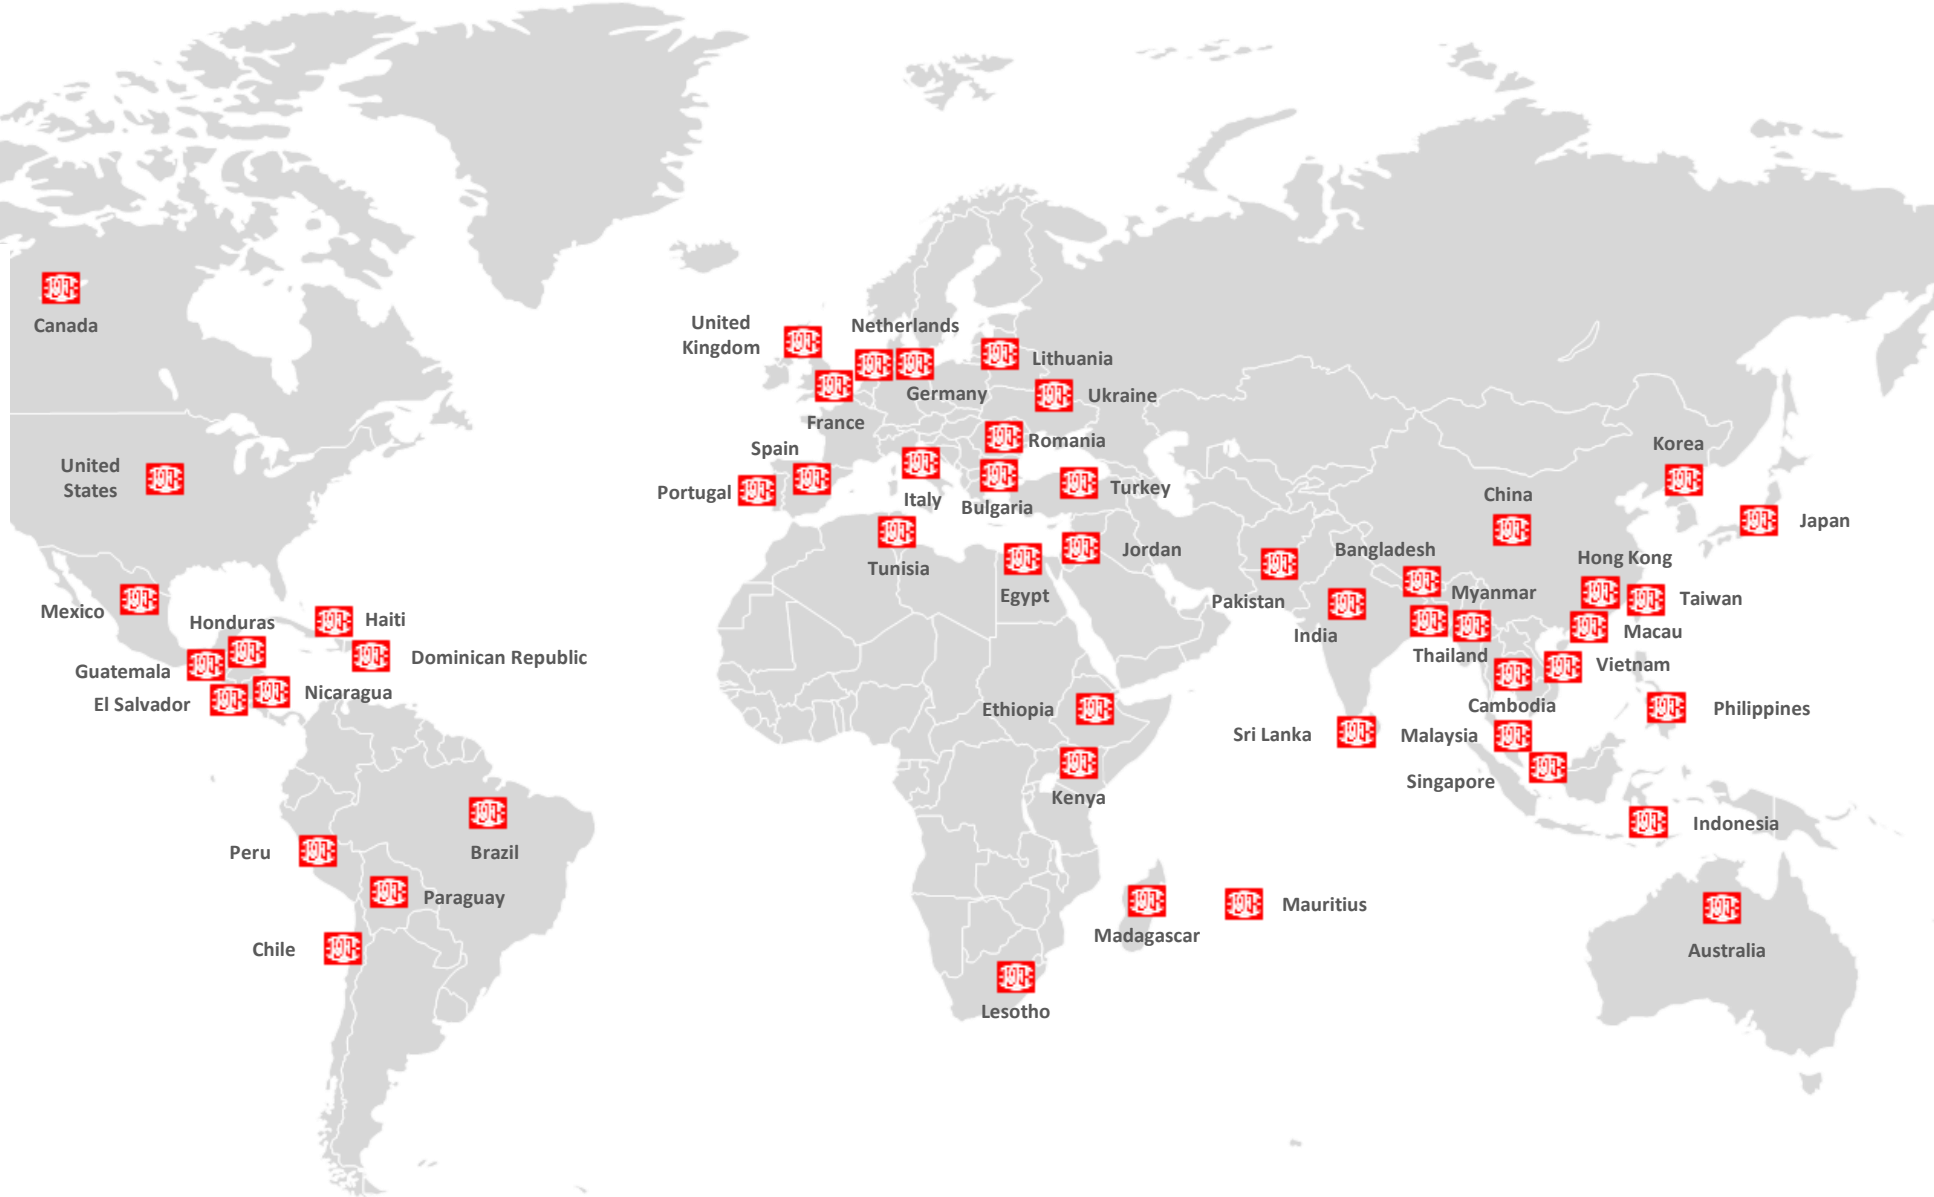 Canada
United
States
Mexico
Honduras
Guatemala
El Salvador
Nicaragua
Haiti
Dominican Republic
Peru
Brazil
Paraguay
Chile
United
Kingdom
Netherlands
Lithuania
Germany
Ukraine
France
Romania
Spain
Portugal
Italy
Bulgaria
Turkey
Tunisia
Egypt
Jordan
Ethiopia
Kenya
Madagascar
Mauritius
Lesotho
Pakistan
India
Sri Lanka
Bangladesh
Myanmar
Thailand
Cambodia
Vietnam
Malaysia
Singapore
China
Korea
Japan
Hong Kong
Taiwan
Macau
Philippines
Indonesia
Australia